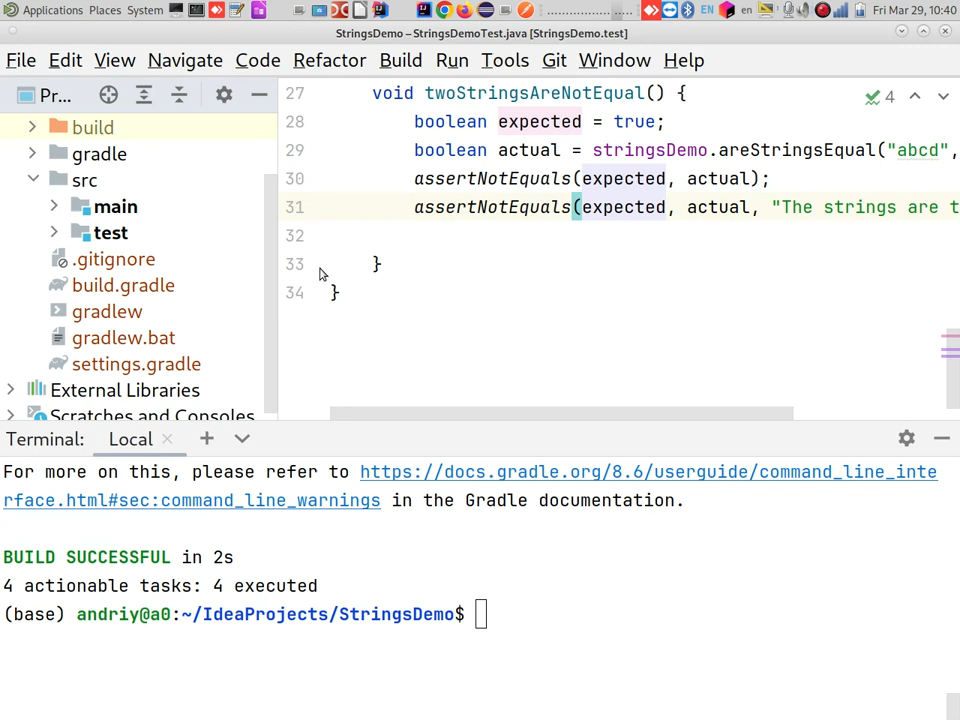 Applications Places System EN en Fri Mar 29, 10:40
StringsDemo – StringsDemoTest.java [StringsDemo.test]
File Edit View Navigate Code Refactor Build Run Tools Git Window Help
Pr...
build
gradle
src
main
test
.gitignore
build.gradle
gradlew
gradlew.bat
settings.gradle
External Libraries
Scratches and Consoles
4
27 void twoStringsAreNotEqual() {
28 boolean expected = true;
29 boolean actual = stringsDemo.areStringsEqual("abcd",
30 assertNotEquals(expected, actual);
31 assertNotEquals(expected, actual, "The strings are t
32
33 }
34 }
Terminal: Local
For more on this, please refer to https://docs.gradle.org/8.6/userguide/command_line_inte
rface.html#sec:command_line_warnings in the Gradle documentation.
BUILD SUCCESSFUL in 2s
4 actionable tasks: 4 executed
(base) andriy@a0:~/IdeaProjects/StringsDemo$